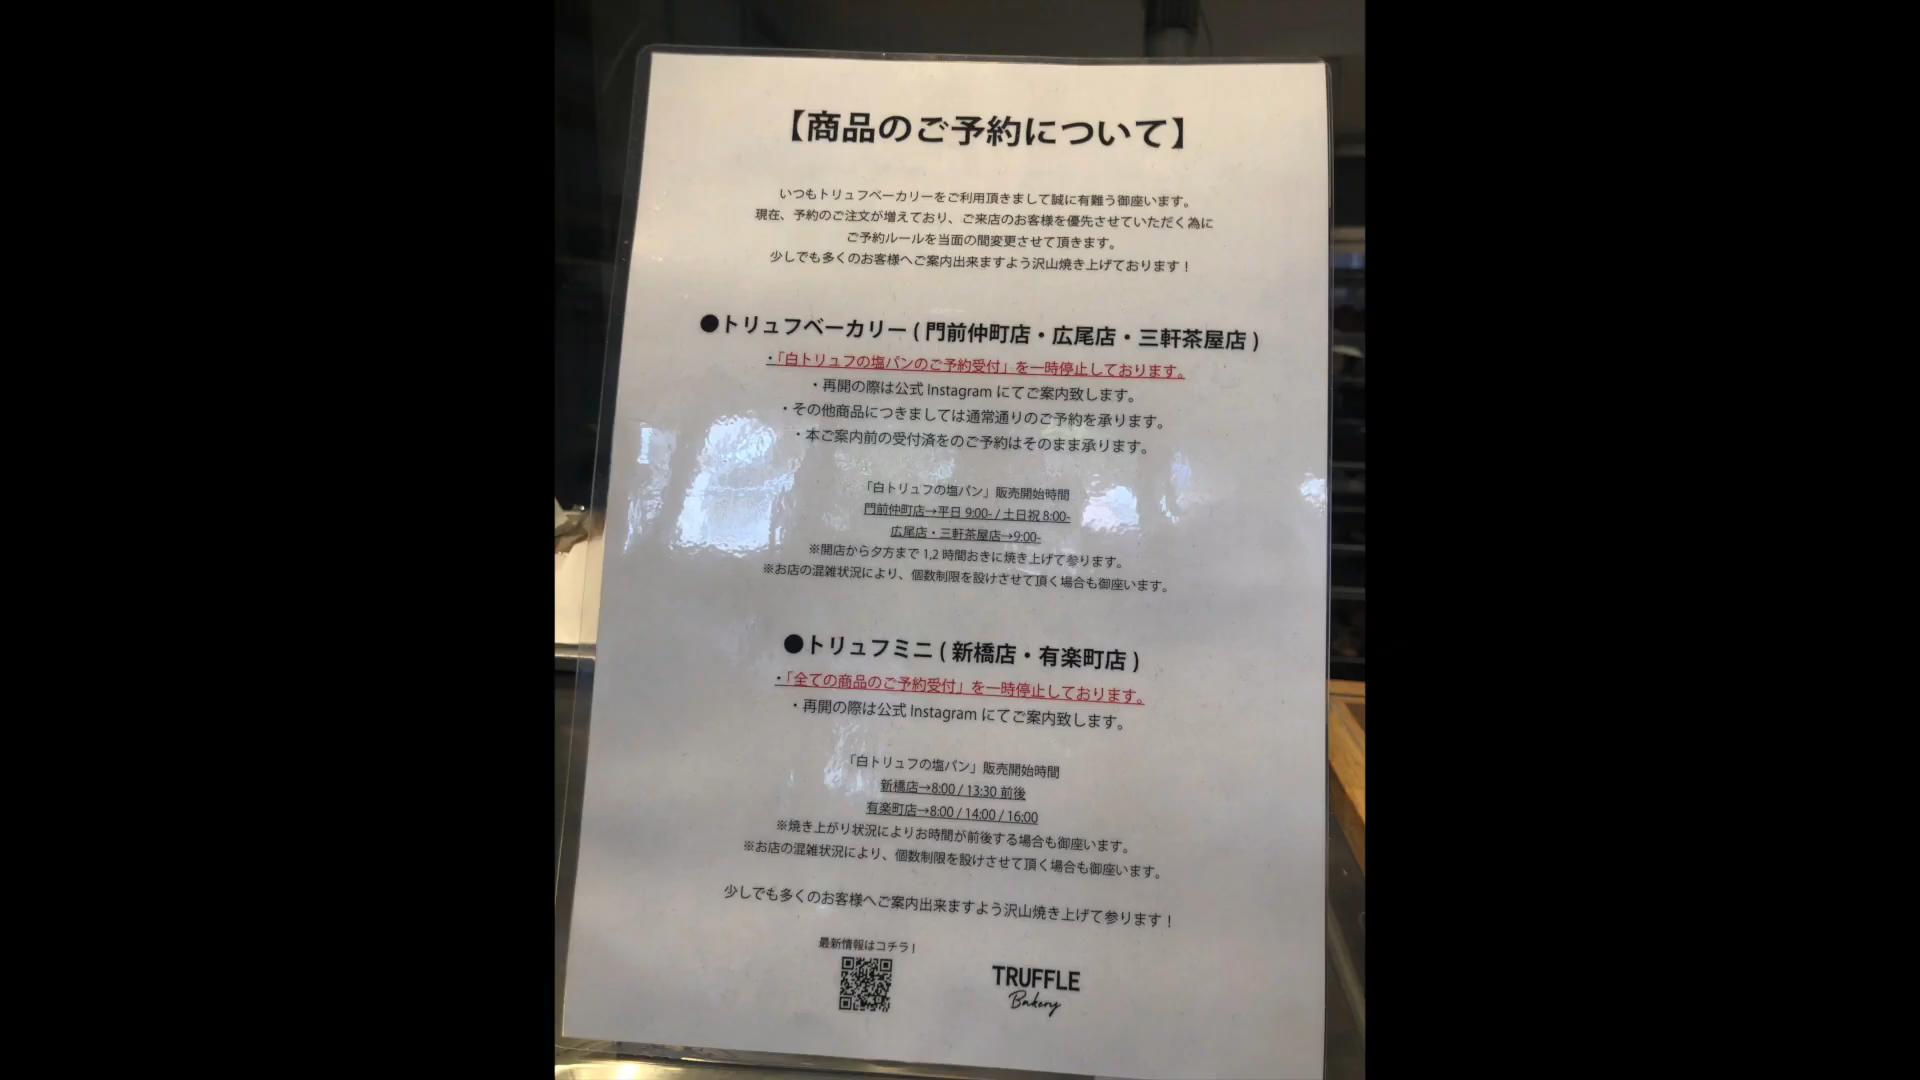 【商品のご予約について】
いつもトリュフベーカリーをご利用頂きまして誠に有難う御座います。
現在、予約のご注文が増えており、ご来店のお客様を優先させていただく為に
ご予約ルールを当面の間変更させて頂きます。
少しでも多くのお客様へご案内出来ますよう沢山焼き上げております！
●トリュフベーカリー ( 門前仲町店・広尾店・三軒茶屋店 )
・「白トリュフの塩パンのご予約受付」を一時停止しております。
・再開の際は公式 Instagram にてご案内致します。
・その他商品につきましては通常通りのご予約を承ります。
・本ご案内前の受付済をのご予約はそのまま承ります。
「白トリュフの塩パン」販売開始時間
門前仲町店→平日 9:00- / 土日祝 8:00-
広尾店・三軒茶屋店→9:00-
※開店から夕方まで 1,2 時間おきに焼き上げて参ります。
※お店の混雑状況により、個数制限を設けさせて頂く場合も御座います。
●トリュフミニ ( 新橋店・有楽町店 )
・「全ての商品のご予約受付」を一時停止しております。
・再開の際は公式 Instagram にてご案内致します。
「白トリュフの塩パン」販売開始時間
新橋店→8:00 / 13:30 前後
有楽町店→8:00 / 14:00 / 16:00
※焼き上がり状況によりお時間が前後する場合も御座います。
※お店の混雑状況により、個数制限を設けさせて頂く場合も御座います。
少しでも多くのお客様へご案内出来ますよう沢山焼き上げて参ります！
最新情報はコチラ！
TRUFFLE
Bakery